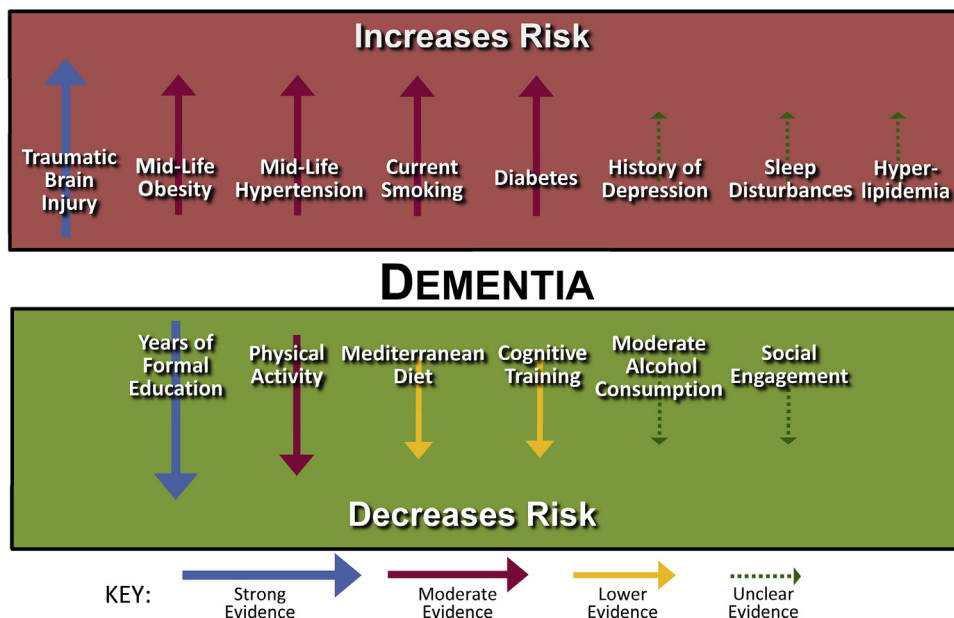 Increases Risk
Traumatic
Brain
Injury
Mid-Life
Obesity
Mid-Life
Hypertension
Current
Smoking
Diabetes
History of
Depression
Sleep
Disturbances
Hyper-
lipidemia
DEMENTIA
Years of
Formal
Education
Physical
Activity
Mediterranean
Diet
Cognitive
Training
Moderate
Alcohol
Consumption
Social
Engagement
Decreases Risk
KEY:
Strong
Evidence
Moderate
Evidence
Lower
Evidence
Unclear
Evidence